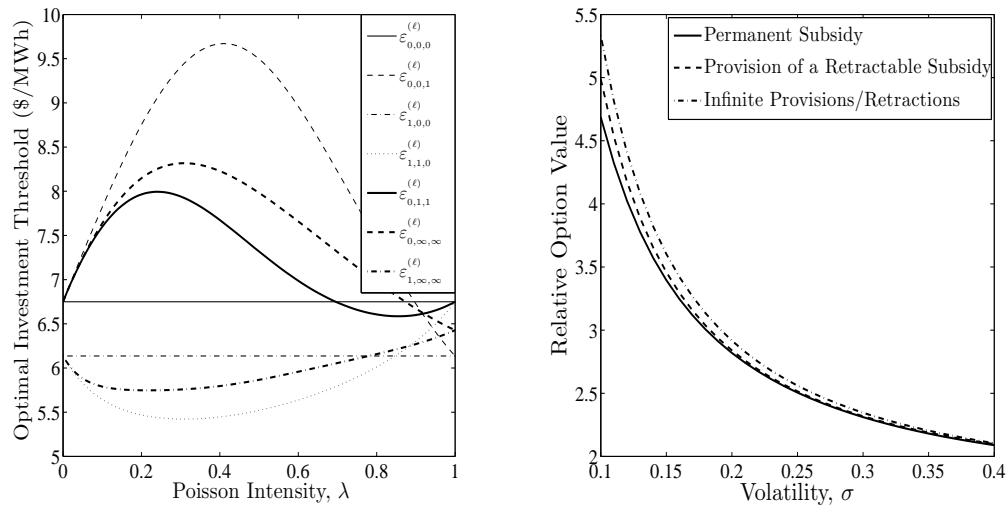 Optimal Investment Threshold ($/MWh)
10
9.5
9
8.5
8
7.5
7
6.5
6
5.5
5
0
0.2
0.4
0.6
0.8
1
Poisson Intensity, λ
ε^{(ℓ)}_{0,0,0}
ε^{(ℓ)}_{0,0,1}
ε^{(ℓ)}_{1,0,0}
ε^{(ℓ)}_{1,1,0}
ε^{(ℓ)}_{0,1,1}
ε^{(ℓ)}_{0,∞,∞}
ε^{(ℓ)}_{1,∞,∞}
Relative Option Value
5.5
5
4.5
4
3.5
3
2.5
2
0.1
0.15
0.2
0.25
0.3
0.35
0.4
Volatility, σ
Permanent Subsidy
Provision of a Retractable Subsidy
Infinite Provisions/Retractions